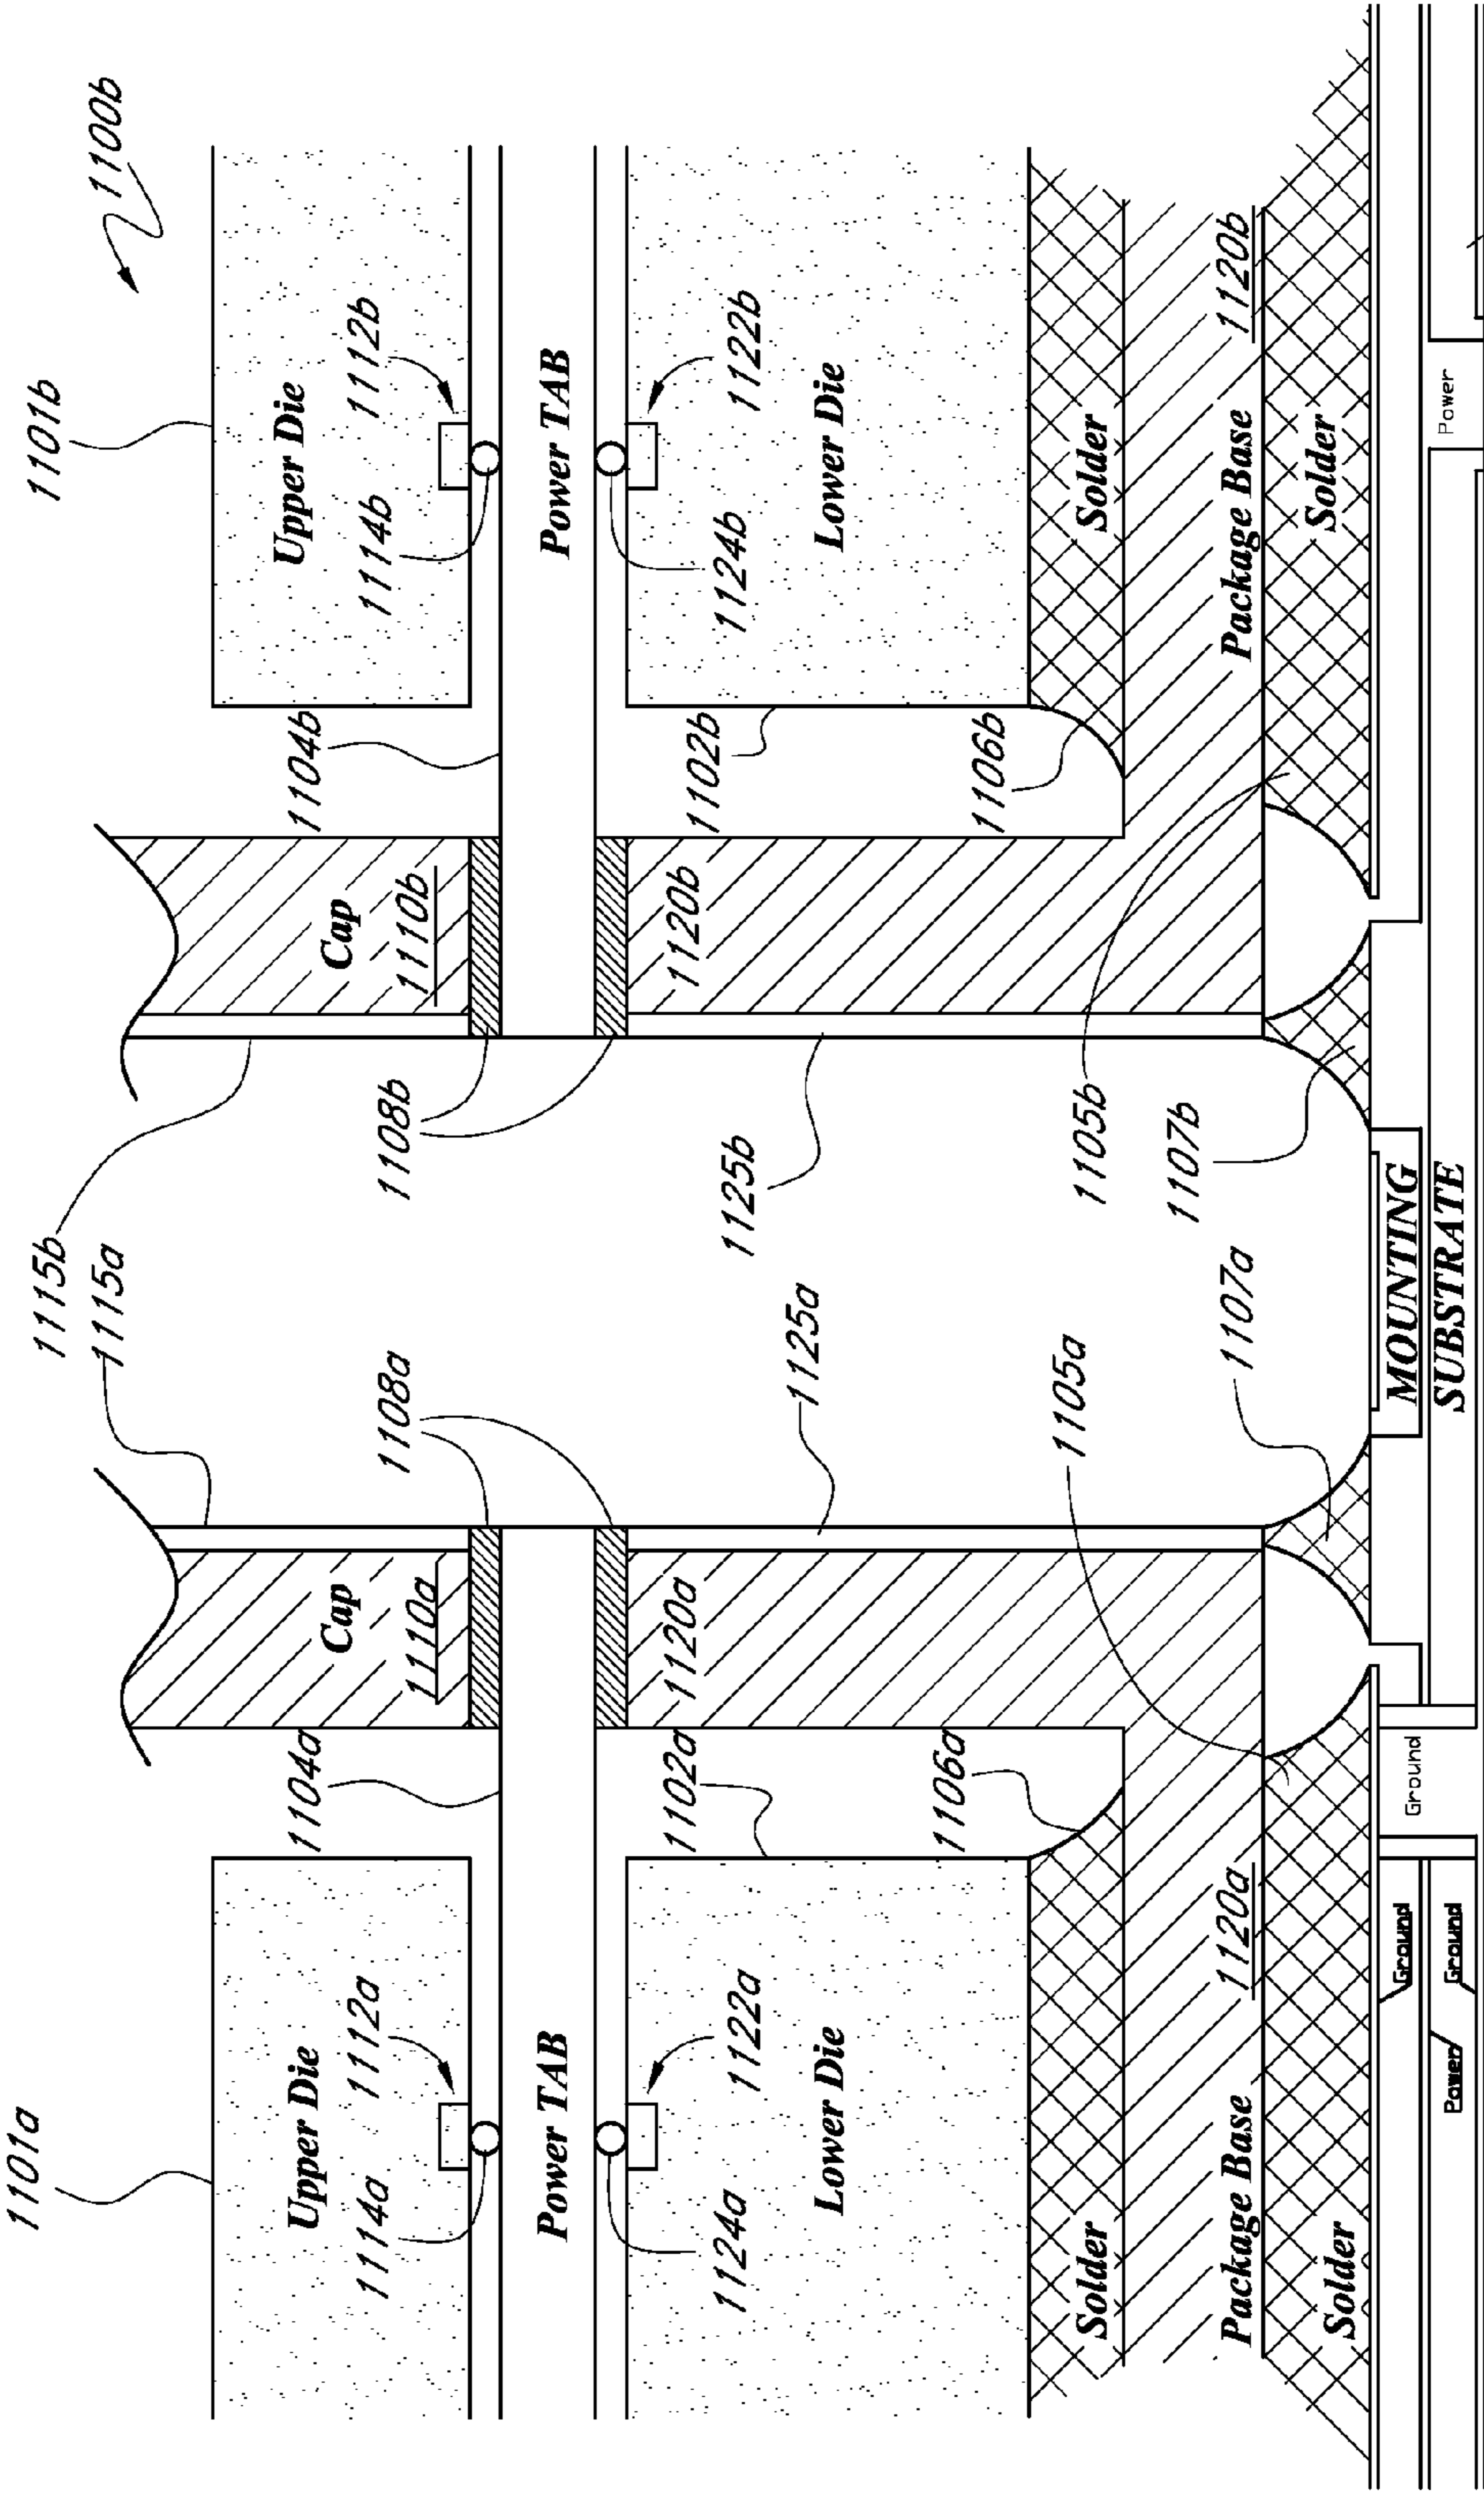 1101a
1115b
1101b
1115a
1100b
Upper Die
1104a
1104b
Upper Die
Cap
Cap
1114a
1112a
1114b
1112b
1108a
1108b
1110a
1110b
Power TAB
Power TAB
1102a
1120a
1120b
1102b
1124a
1122a
1125b
1124b
1122b
Lower Die
1125a
Lower Die
1106a
1106b
Solder
1105a
1105b
Solder
1107b
Package Base
1120a
1107a
Package Base
1120b
Solder
Solder
Ground
Ground
MOUNTING
Power
Ground
SUBSTRATE
Power